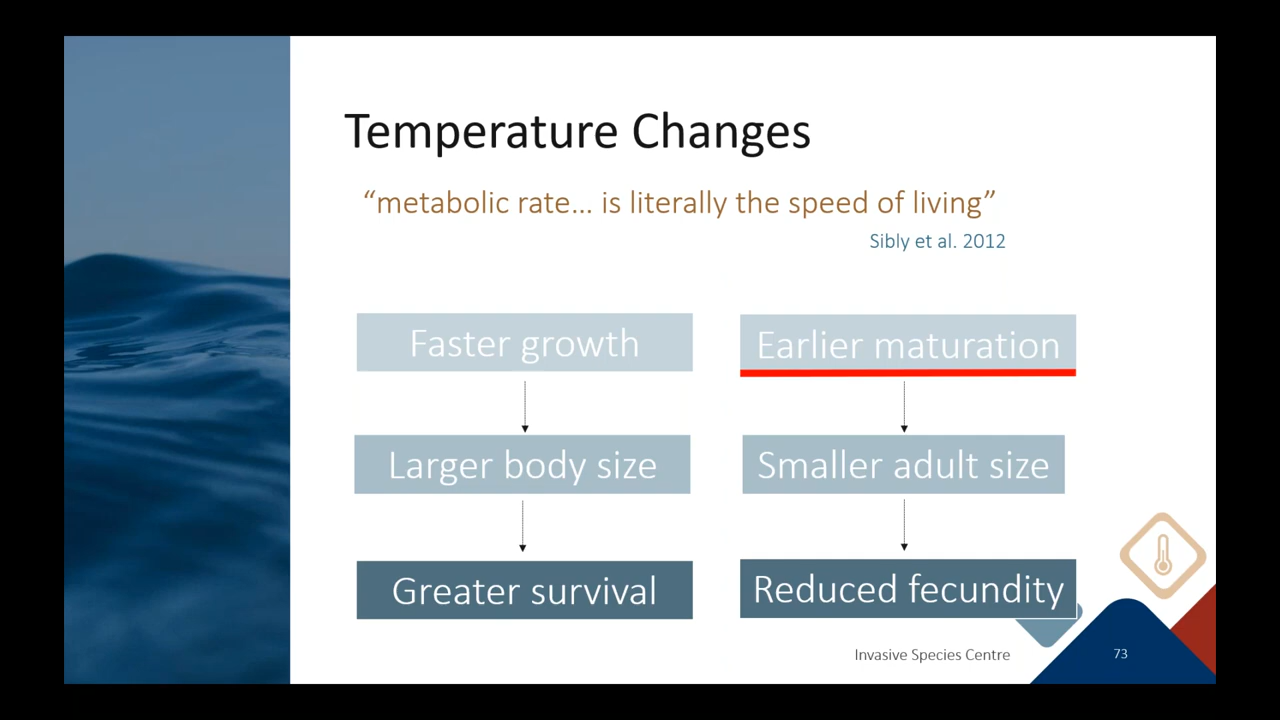 Temperature Changes
“metabolic rate… is literally the speed of living”
Sibly et al. 2012
Faster growth
Earlier maturation
Larger body size
Smaller adult size
Greater survival
Reduced fecundity
Invasive Species Centre
73